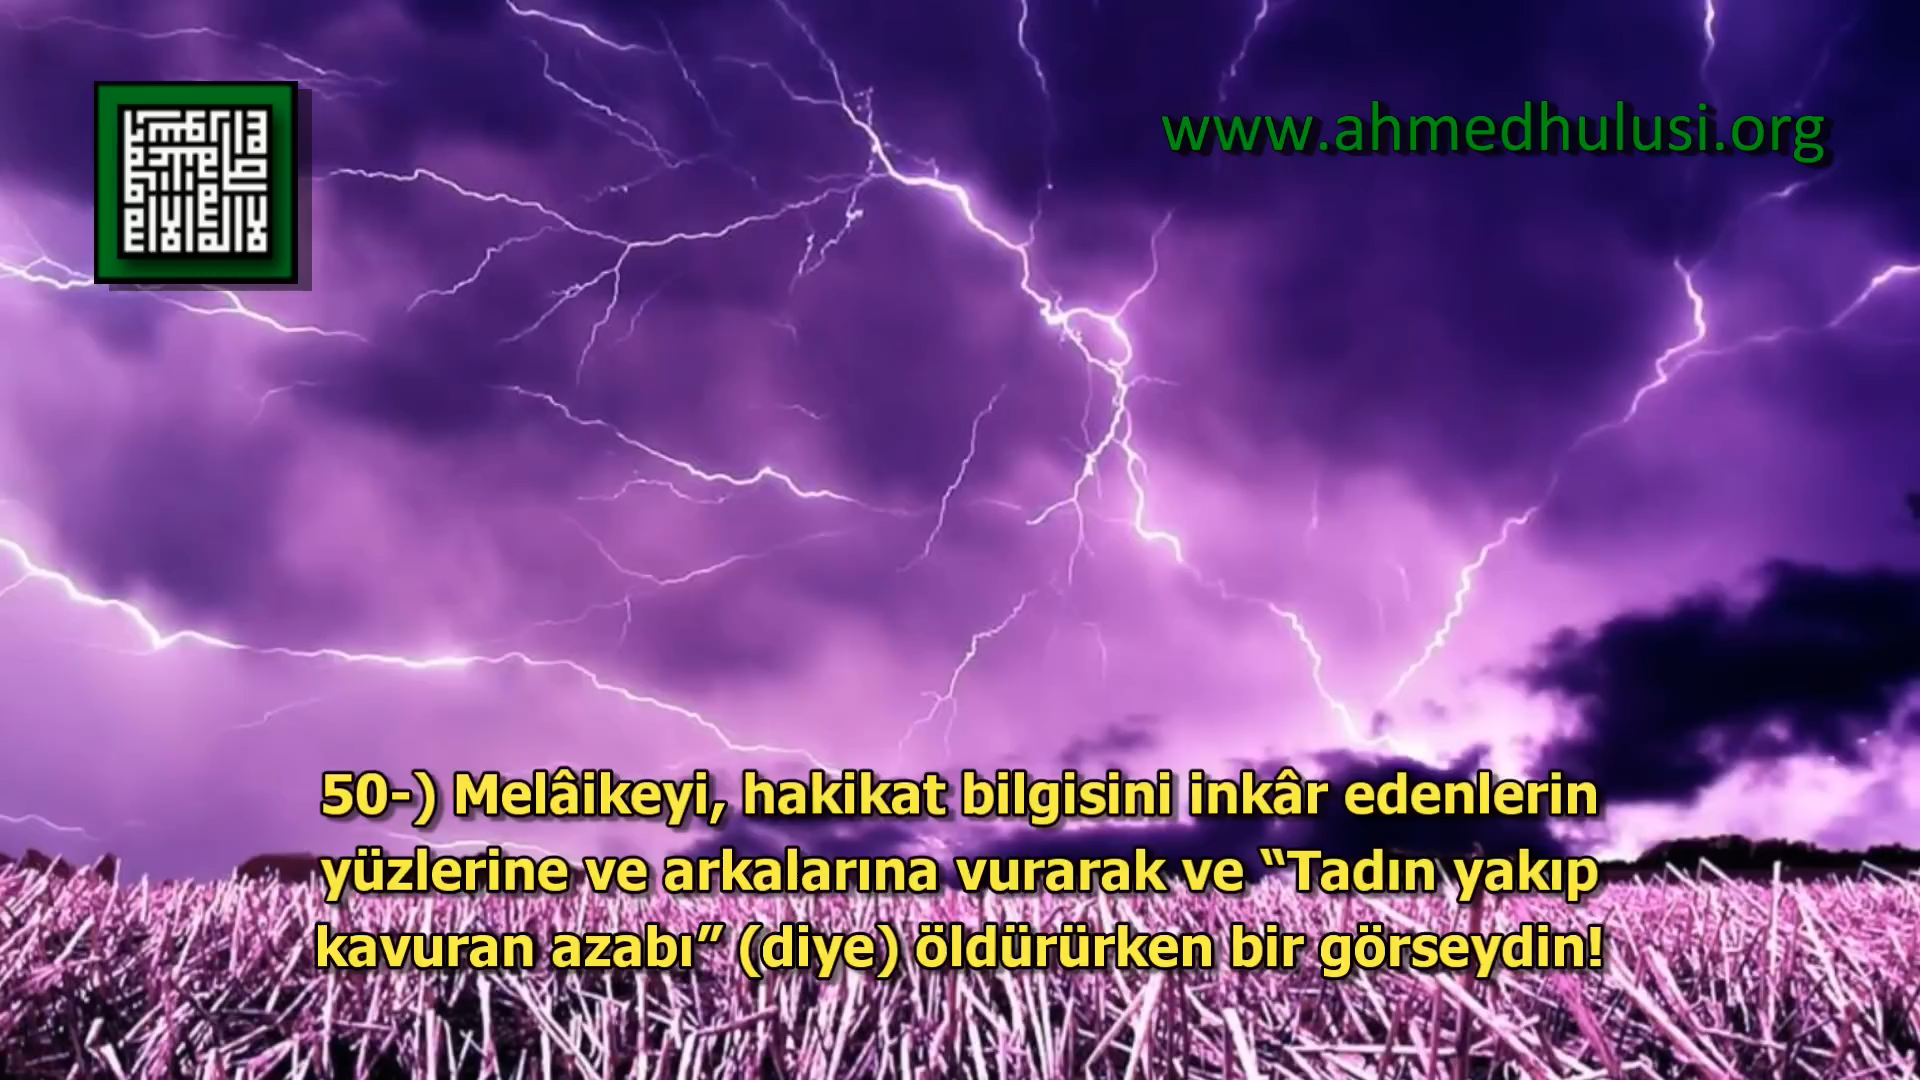 www.ahmedhulusi.org
50-) Melâikeyi, hakikat bilgisini inkâr edenlerin
yüzlerine ve arkalarına vurarak ve “Tadın yakıp
kavuran azabı” (diye) öldürürken bir görseydin!